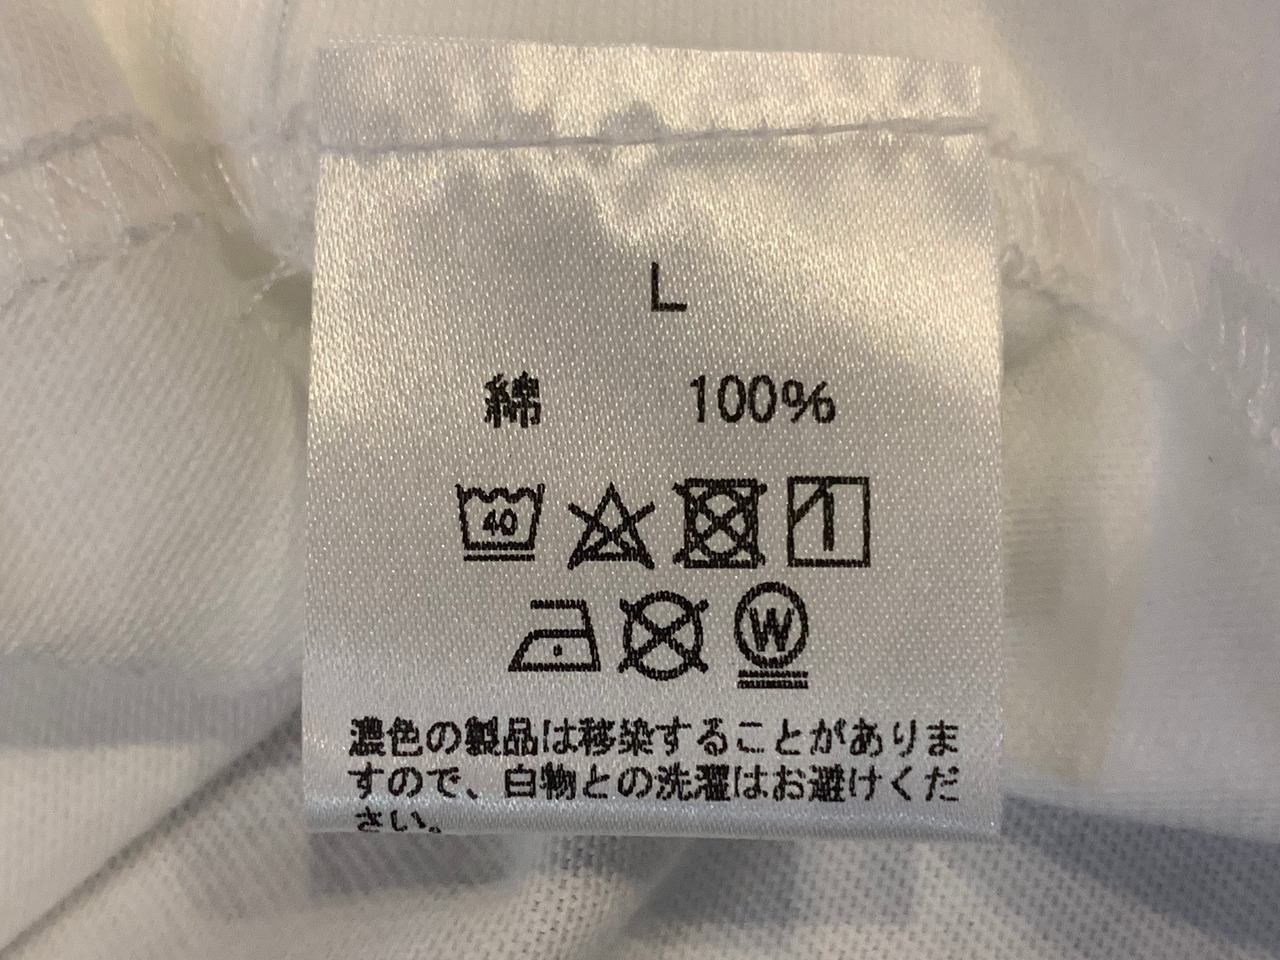 L
綿 100%
40
W
濃色の製品は移染することがありま
すので、白物との洗濯はお避けくだ
さい。